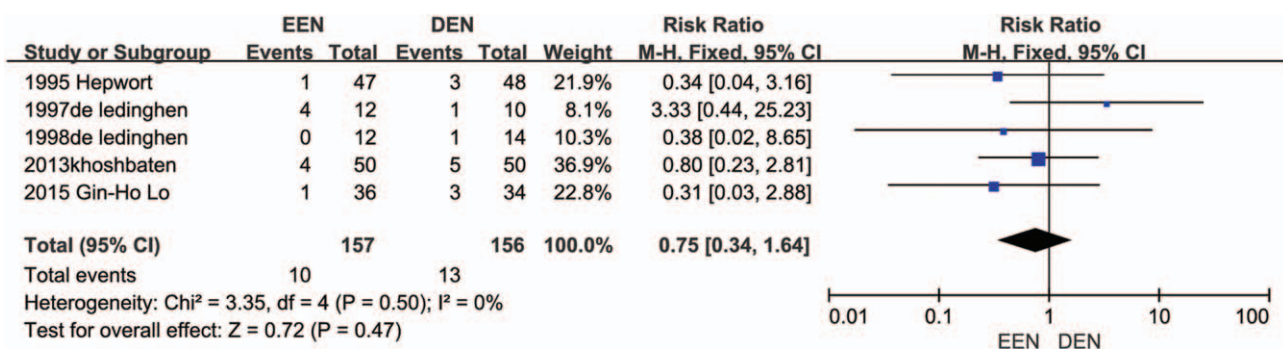 EEN DEN Risk Ratio Risk Ratio
Study or Subgroup Events Total Events Total Weight M-H, Fixed, 95% CI M-H, Fixed, 95% CI
1995 Hepwort 1 47 3 48 21.9% 0.34 [0.04, 3.16]
1997de ledinghen 4 12 1 10 8.1% 3.33 [0.44, 25.23]
1998de ledinghen 0 12 1 14 10.3% 0.38 [0.02, 8.65]
2013khoshbaten 4 50 5 50 36.9% 0.80 [0.23, 2.81]
2015 Gin-Ho Lo 1 36 3 34 22.8% 0.31 [0.03, 2.88]
Total (95% CI) 157 156 100.0% 0.75 [0.34, 1.64]
Total events 10 13
Heterogeneity: Chi² = 3.35, df = 4 (P = 0.50); I² = 0%
Test for overall effect: Z = 0.72 (P = 0.47)
0.01 0.1 1 10 100
EEN DEN